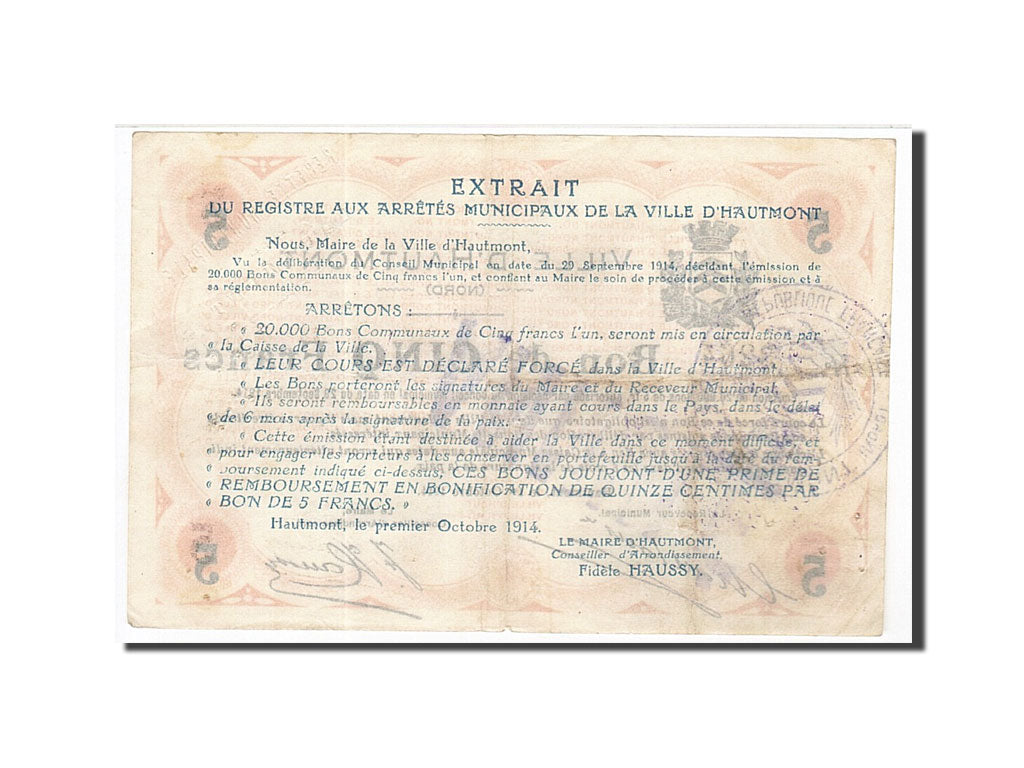 EXTRAIT
DU REGISTRE AUX ARRÊTÉS MUNICIPAUX DE LA VILLE D'HAUTMONT
Nous, Maire de la Ville d'Hautmont,
Vu la délibération du Conseil Municipal en date du 29 Septembre 1914, décidant l'émission de
20.000 Bons Communaux de Cinq francs l'un, et confiant au Maire le soin de procéder à cette émission et à
sa réglementation.
ARRÊTONS :
« 20.000 Bons Communaux de Cinq francs l'un, seront mis en circulation par
« la Caisse de la Ville.
« LEUR COURS EST DÉCLARÉ FORCÉ dans la Ville d'Hautmont.
« Les Bons porteront les signatures du Maire et du Receveur Municipal.
« Ils seront remboursables en monnaie ayant cours dans le Pays, dans le délai
« de 6 mois après la signature de la paix.
« Cette émission étant destinée à aider la Ville dans ce moment difficile, et
« pour engager les porteurs à les conserver en portefeuille jusqu'à la date du rem-
« boursement indiqué ci-dessus, CES BONS JOUIRONT D'UNE PRIME DE
« REMBOURSEMENT EN BONIFICATION DE QUINZE CENTIMES PAR
« BON DE 5 FRANCS. »
Hautmont, le premier Octobre 1914.
LE MAIRE D'HAUTMONT,
Conseiller d'Arrondissement,
Fidèle HAUSSY.